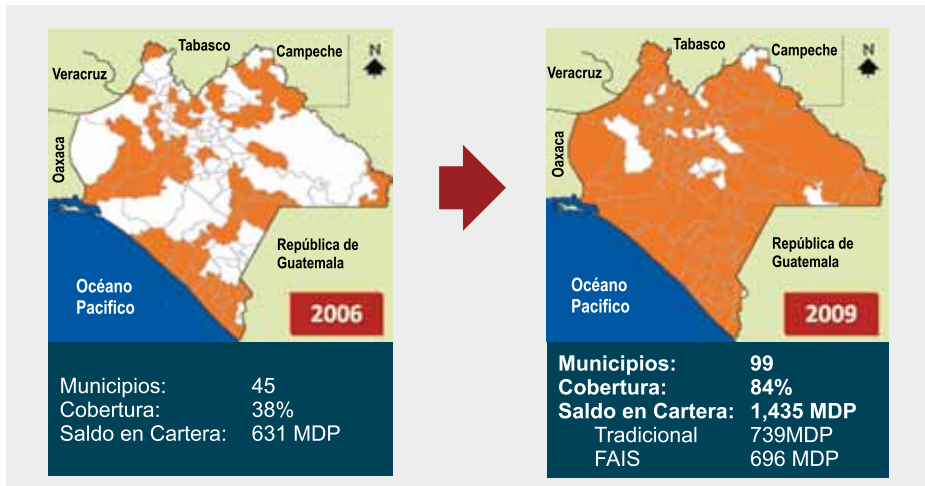 Tabasco
Campeche
N
Veracruz
Oaxaca
República de
Guatemala
Océano
Pacifico
2006
Municipios: 45
Cobertura: 38%
Saldo en Cartera: 631 MDP
Tabasco
Campeche
N
Veracruz
Oaxaca
República de
Guatemala
Océano
Pacifico
2009
Municipios: 99
Cobertura: 84%
Saldo en Cartera: 1,435 MDP
Tradicional 739MDP
FAIS 696 MDP